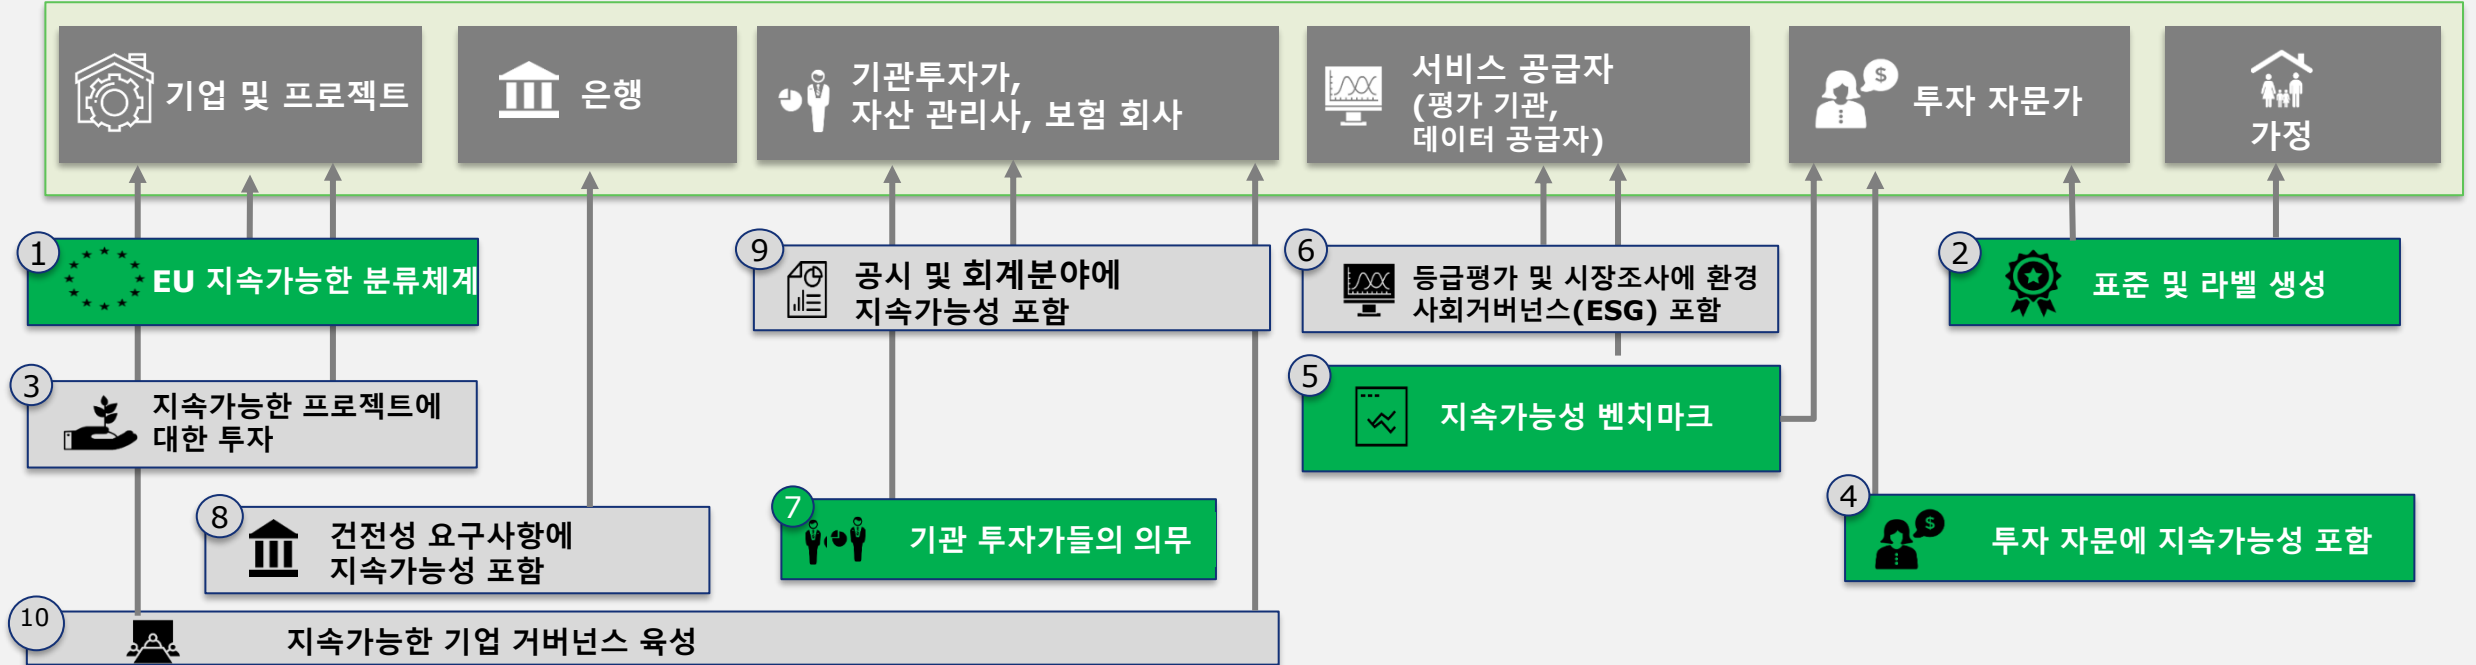 기업 및 프로젝트
은행
기관투자가,
자산 관리사, 보험 회사
서비스 공급자
(평가 기관,
데이터 공급자)
$
투자 자문가
가정
1
EU 지속가능한 분류체계
9
공시 및 회계분야에
지속가능성 포함
6
등급평가 및 시장조사에 환경
사회거버넌스(ESG) 포함
2
표준 및 라벨 생성
3
지속가능한 프로젝트에
대한 투자
5
지속가능성 벤치마크
8
건전성 요구사항에
지속가능성 포함
7
기관 투자가들의 의무
4
$
투자 자문에 지속가능성 포함
10
지속가능한 기업 거버넌스 육성